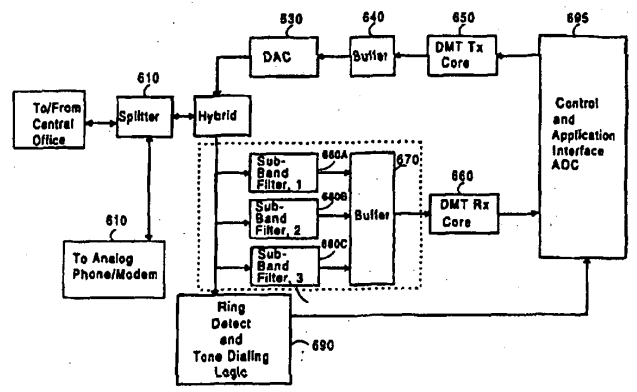 530
640
650
695
DAC
Buffer
DMT Tx
Core
610
To/From
Central
Office
Splitter
Hybrid
Control
and
Application
Interface
ADC
Sub-
Band
Filter, 1
660A
670
Sub-
Band
Filter, 2
660B
Buffer
660
DMT Rx
Core
Sub-
Band
Filter, 3
660C
610
To Analog
Phone/Modem
Ring
Detect
and
Tone Dialing
Logic
690